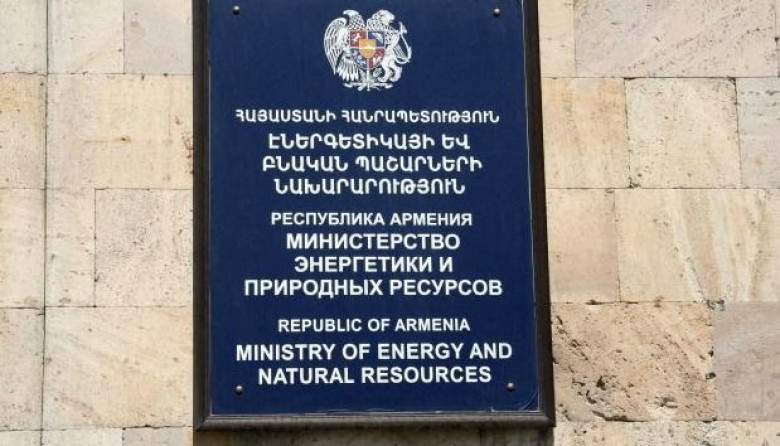 ՀԱՅԱՍՏԱՆԻ ՀԱՆՐԱՊԵՏՈՒԹՅՈՒՆ
ԷՆԵՐԳԵՏԻԿԱՅԻ ԵՎ
ԲՆԱԿԱՆ ՊԱՇԱՐՆԵՐԻ
ՆԱԽԱՐԱՐՈՒԹՅՈՒՆ
РЕСПУБЛИКА АРМЕНИЯ
МИНИСТЕРСТВО
ЭНЕРГЕТИКИ И
ПРИРОДНЫХ РЕСУРСОВ
REPUBLIC OF ARMENIA
MINISTRY OF ENERGY AND
NATURAL RESOURCES